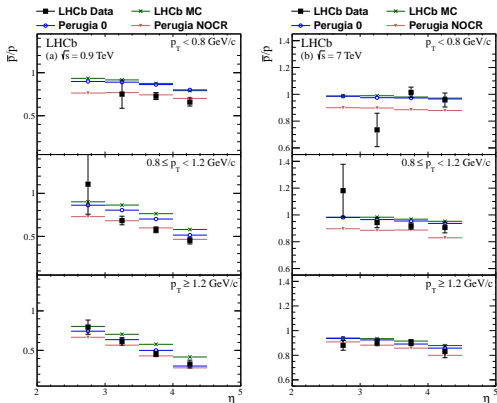 LHCb Data LHCb MC LHCb Data LHCb MC
Perugia 0 Perugia NOCR Perugia 0 Perugia NOCR
p̅/p LHCb p_T < 0.8 GeV/c p̅/p LHCb p_T < 0.8 GeV/c
(a) √s = 0.9 TeV (b) √s = 7 TeV
1 1.2
0.5 1
0.8
0.6
0.8 ≤ p_T < 1.2 GeV/c 0.8 ≤ p_T < 1.2 GeV/c
1 1.4
0.5 1.2
1
0.8
0.6
p_T ≥ 1.2 GeV/c p_T ≥ 1.2 GeV/c
1 1.4
0.5 1.2
1
0.8
0.6
2 3 4 5 2 3 4 5
η η